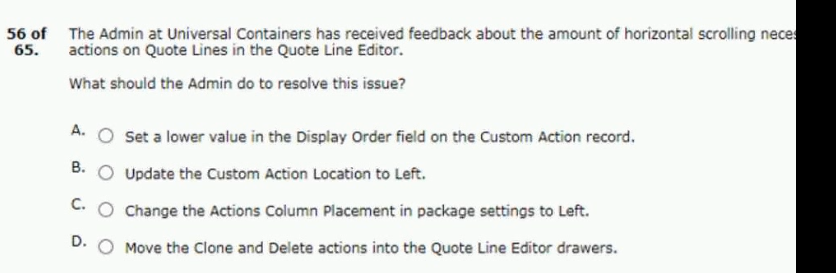 56 of The Admin at Universal Containers has received feedback about the amount of horizontal scrolling
65. actions on Quote Lines in the Quote Line Editor.
What should the Admin do to resolve this issue?
A. Set a lower value in the Display Order field on the Custom Action record.
B. Update the Custom Action Location to Left.
C. Change the Actions Column Placement in package settings to Left.
D. Move the Clone and Delete actions into the Quote Line Editor drawers.